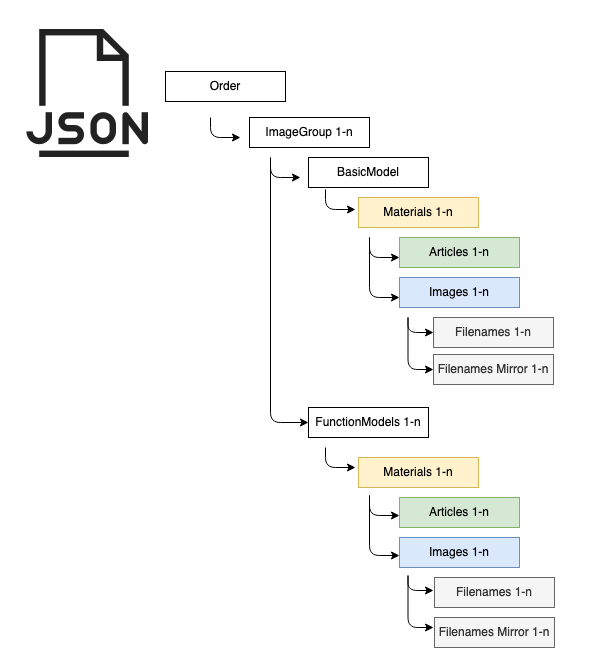 JSON
Order
ImageGroup 1-n
BasicModel
Materials 1-n
Articles 1-n
Images 1-n
Filenames 1-n
Filenames Mirror 1-n
FunctionModels 1-n
Materials 1-n
Articles 1-n
Images 1-n
Filenames 1-n
Filenames Mirror 1-n